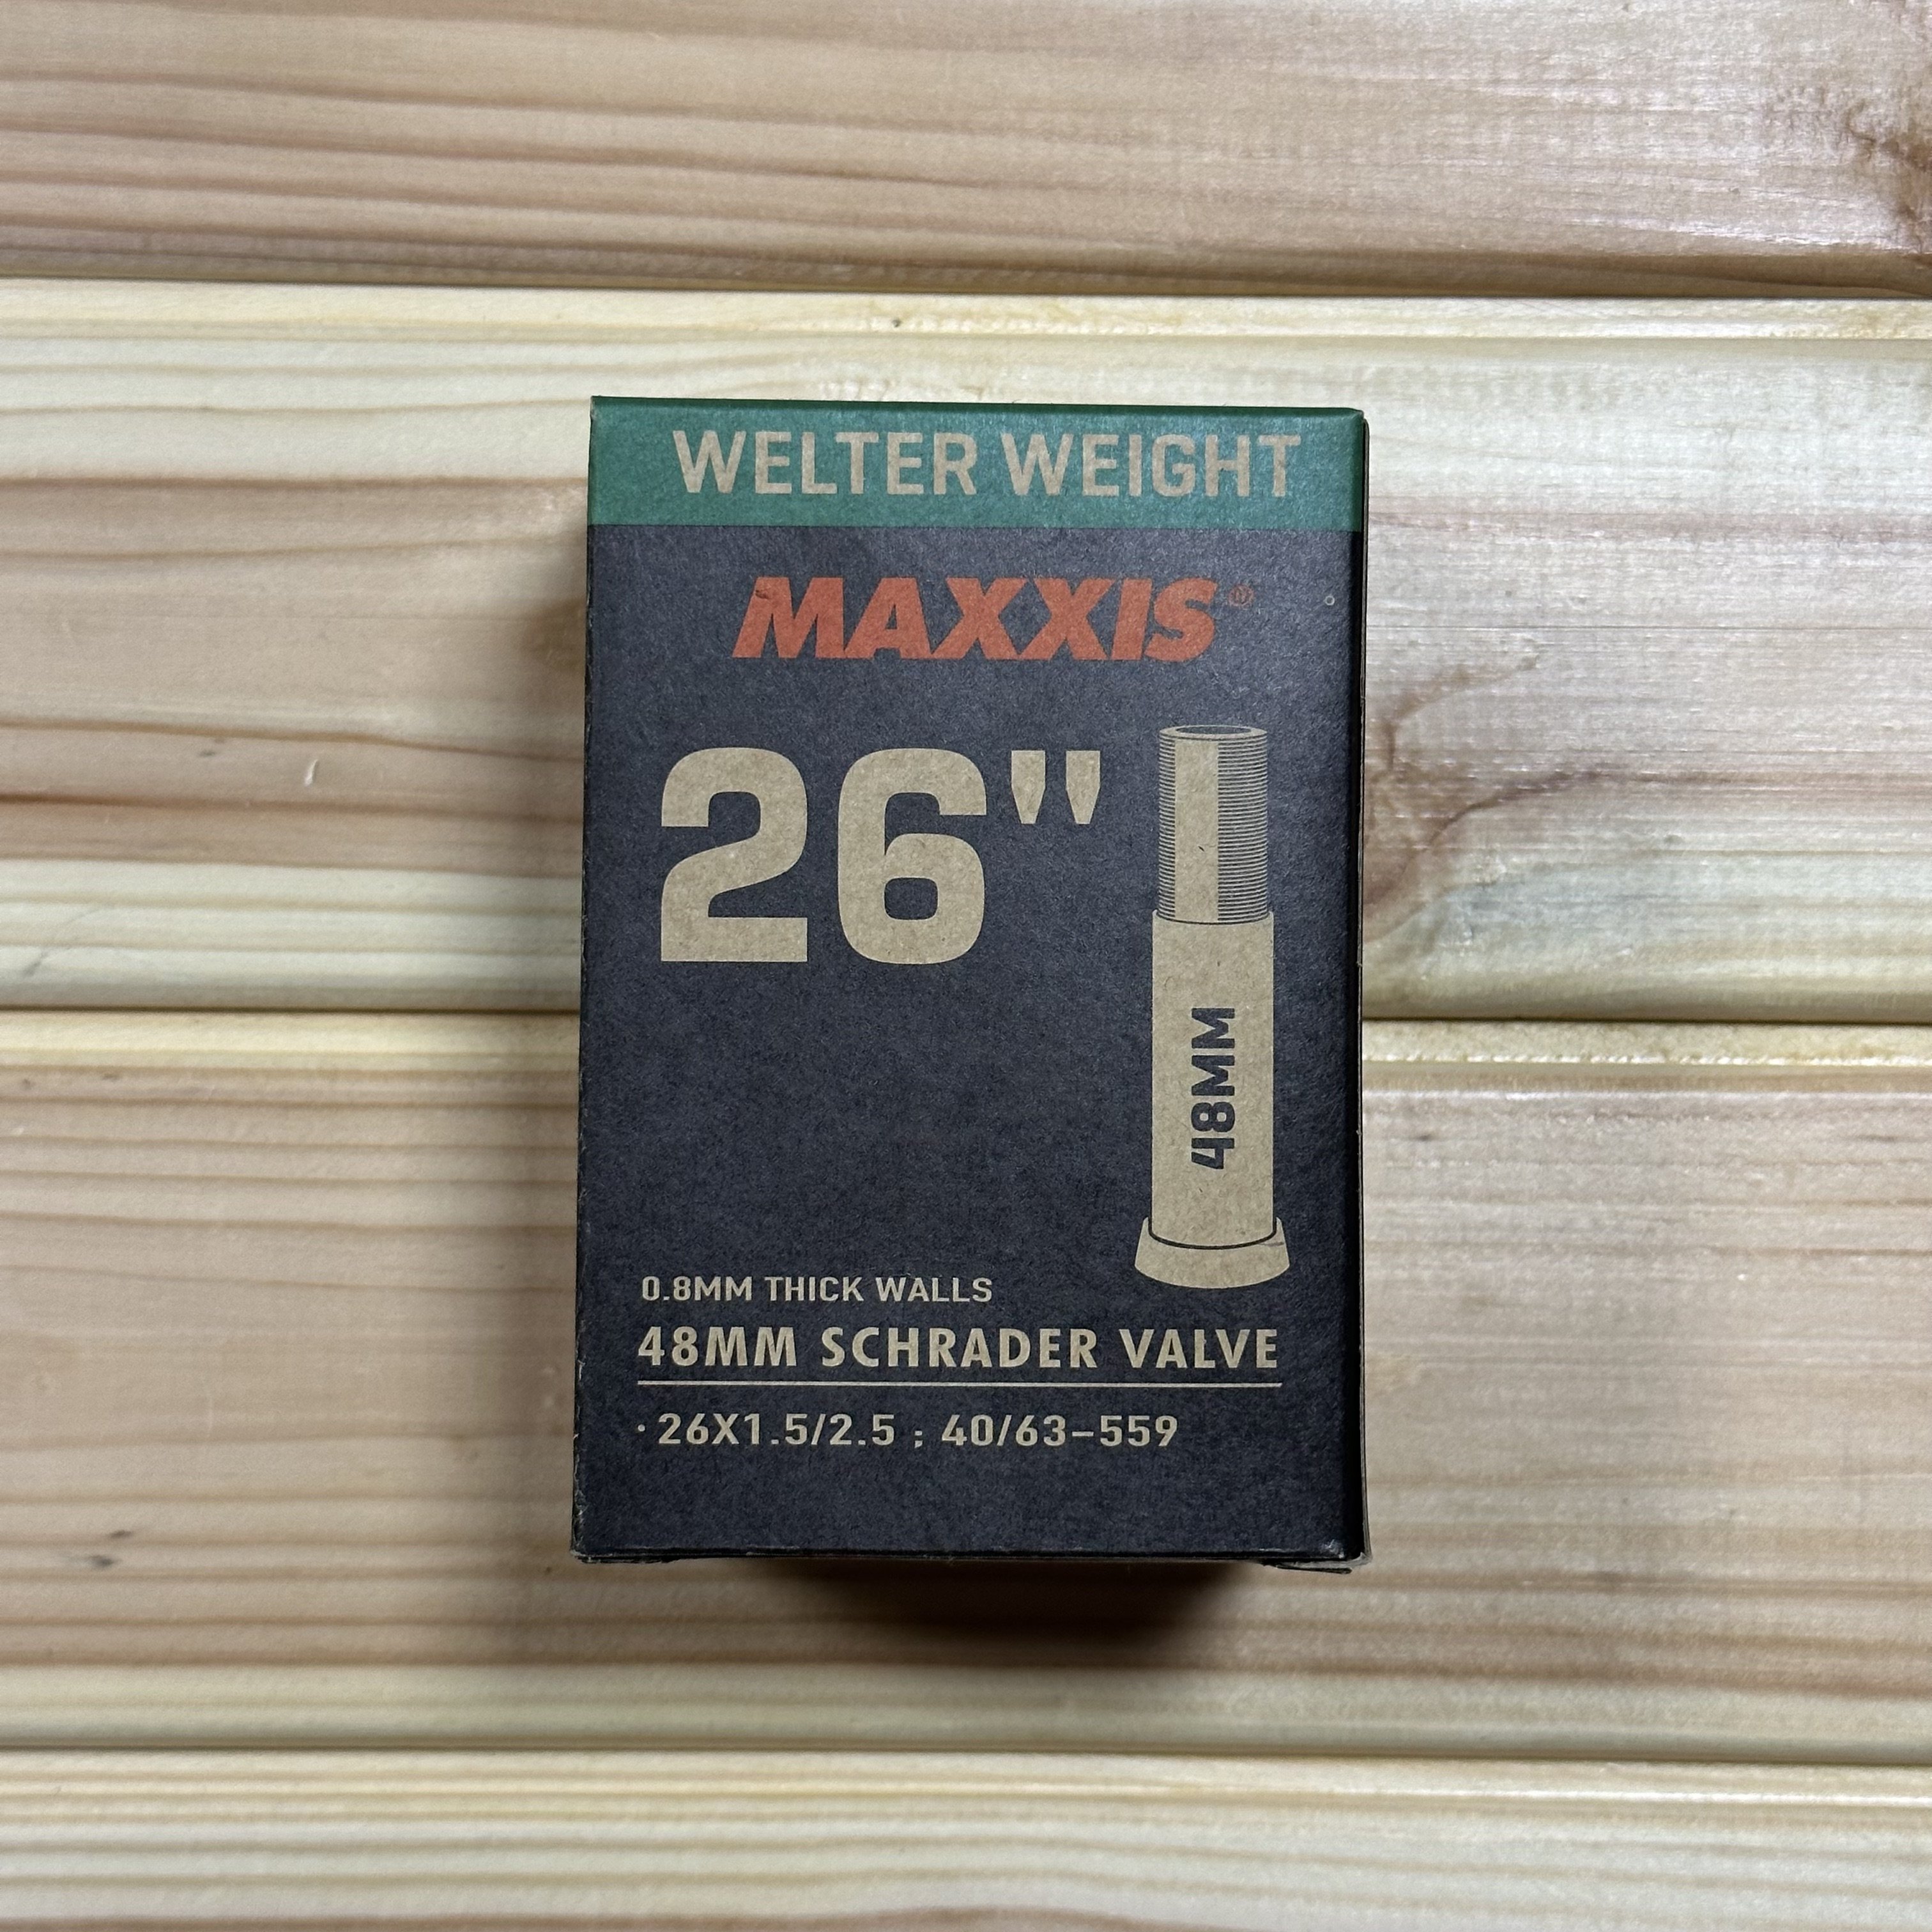 WELTER WEIGHT
MAXXIS®
26"
48MM
0.8MM THICK WALLS
48MM SCHRADER VALVE
· 26X1.5/2.5 ; 40/63-559